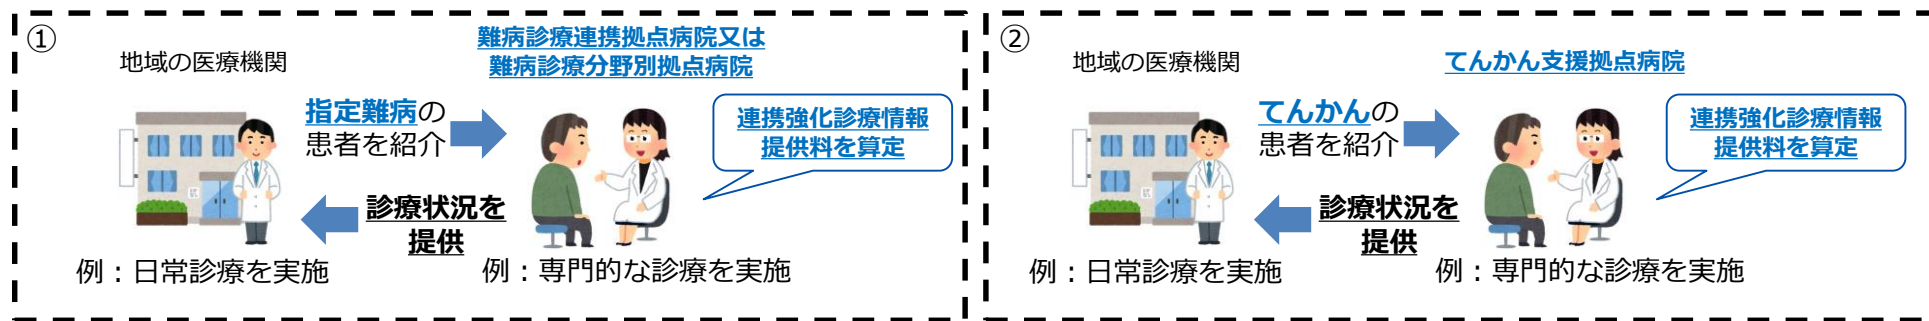 ①
地域の医療機関
難病診療連携拠点病院又は
難病診療分野別拠点病院
指定難病の
患者を紹介
連携強化診療情報
提供料を算定
診療状況を
提供
例：日常診療を実施
例：専門的な診療を実施
②
地域の医療機関
てんかん支援拠点病院
てんかんの
患者を紹介
連携強化診療情報
提供料を算定
診療状況を
提供
例：日常診療を実施
例：専門的な診療を実施